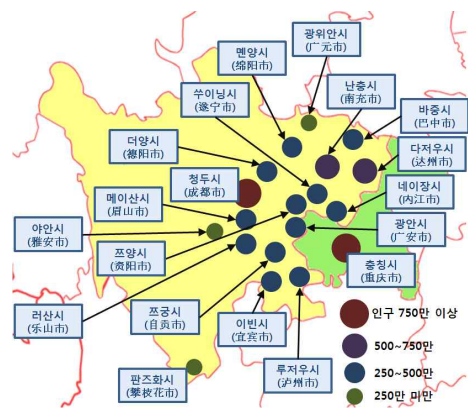 광위안시
(广元市)
멘양시
(绵阳市)
난충시
(南充市)
쑤이닝시
(遂宁市)
바중시
(巴中市)
더양시
(德阳市)
다저우시
(达州市)
청두시
(成都市)
네이장시
(内江市)
메이산시
(眉山市)
야안시
(雅安市)
광안시
(广安市)
쯔양시
(资阳市)
충칭시
(重庆市)
러산시
(乐山市)
쯔궁시
(自贡市)
이빈시
(宜宾市)
루저우시
(泸州市)
판즈화시
(攀枝花市)
인구 750만 이상
500~750만
250~500만
250만 미만